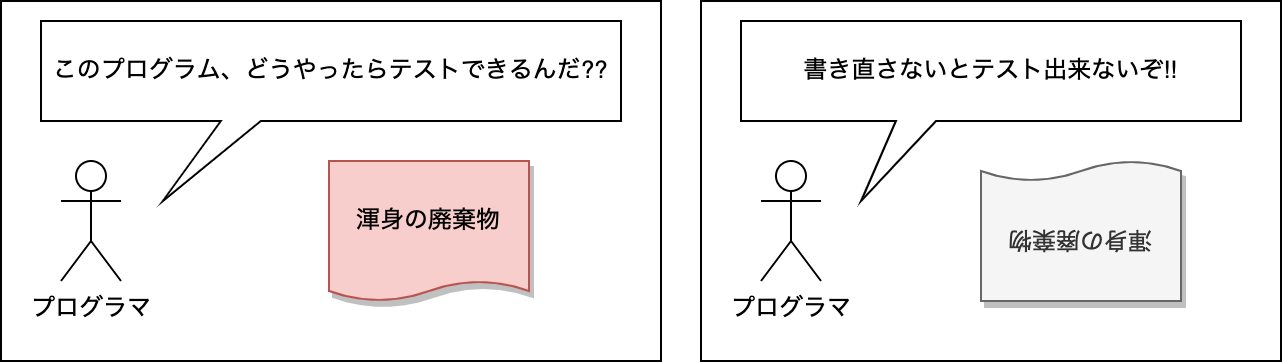 このプログラム、どうやったらテストできるんだ??
渾身の廃棄物
プログラマ
書き直さないとテスト出来ないぞ!!
渾身の廃棄物
プログラマ